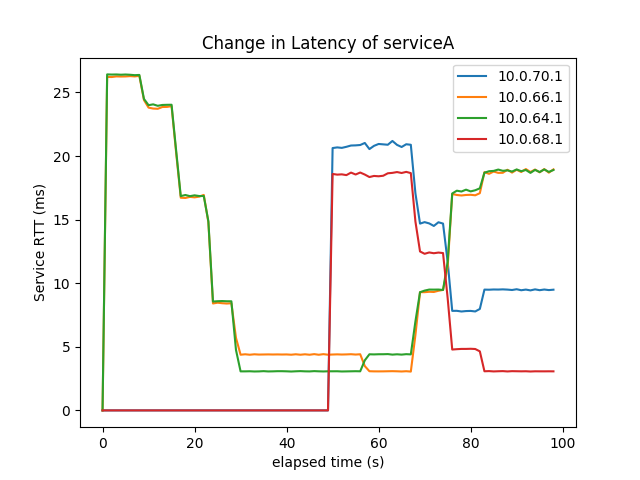 Change in Latency of serviceA
Service RTT (ms)
25
20
15
10
5
0
0 20 40 60 80 100
elapsed time (s)
10.0.70.1
10.0.66.1
10.0.64.1
10.0.68.1